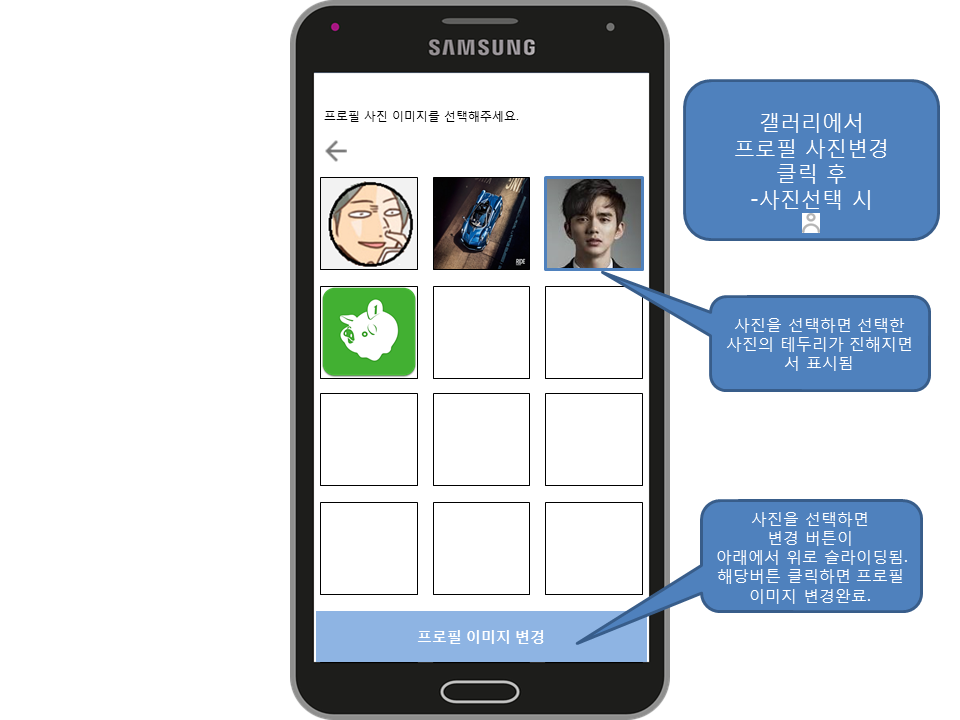 SAMSUNG
프로필 사진 이미지를 선택해주세요.
갤러리에서
프로필 사진변경
클릭 후
-사진선택 시
사진을 선택하면 선택한
사진의 테두리가 진해지면
서 표시됨
사진을 선택하면
변경 버튼이
아래에서 위로 슬라이딩됨.
해당버튼 클릭하면 프로필
이미지 변경완료.
프로필 이미지 변경